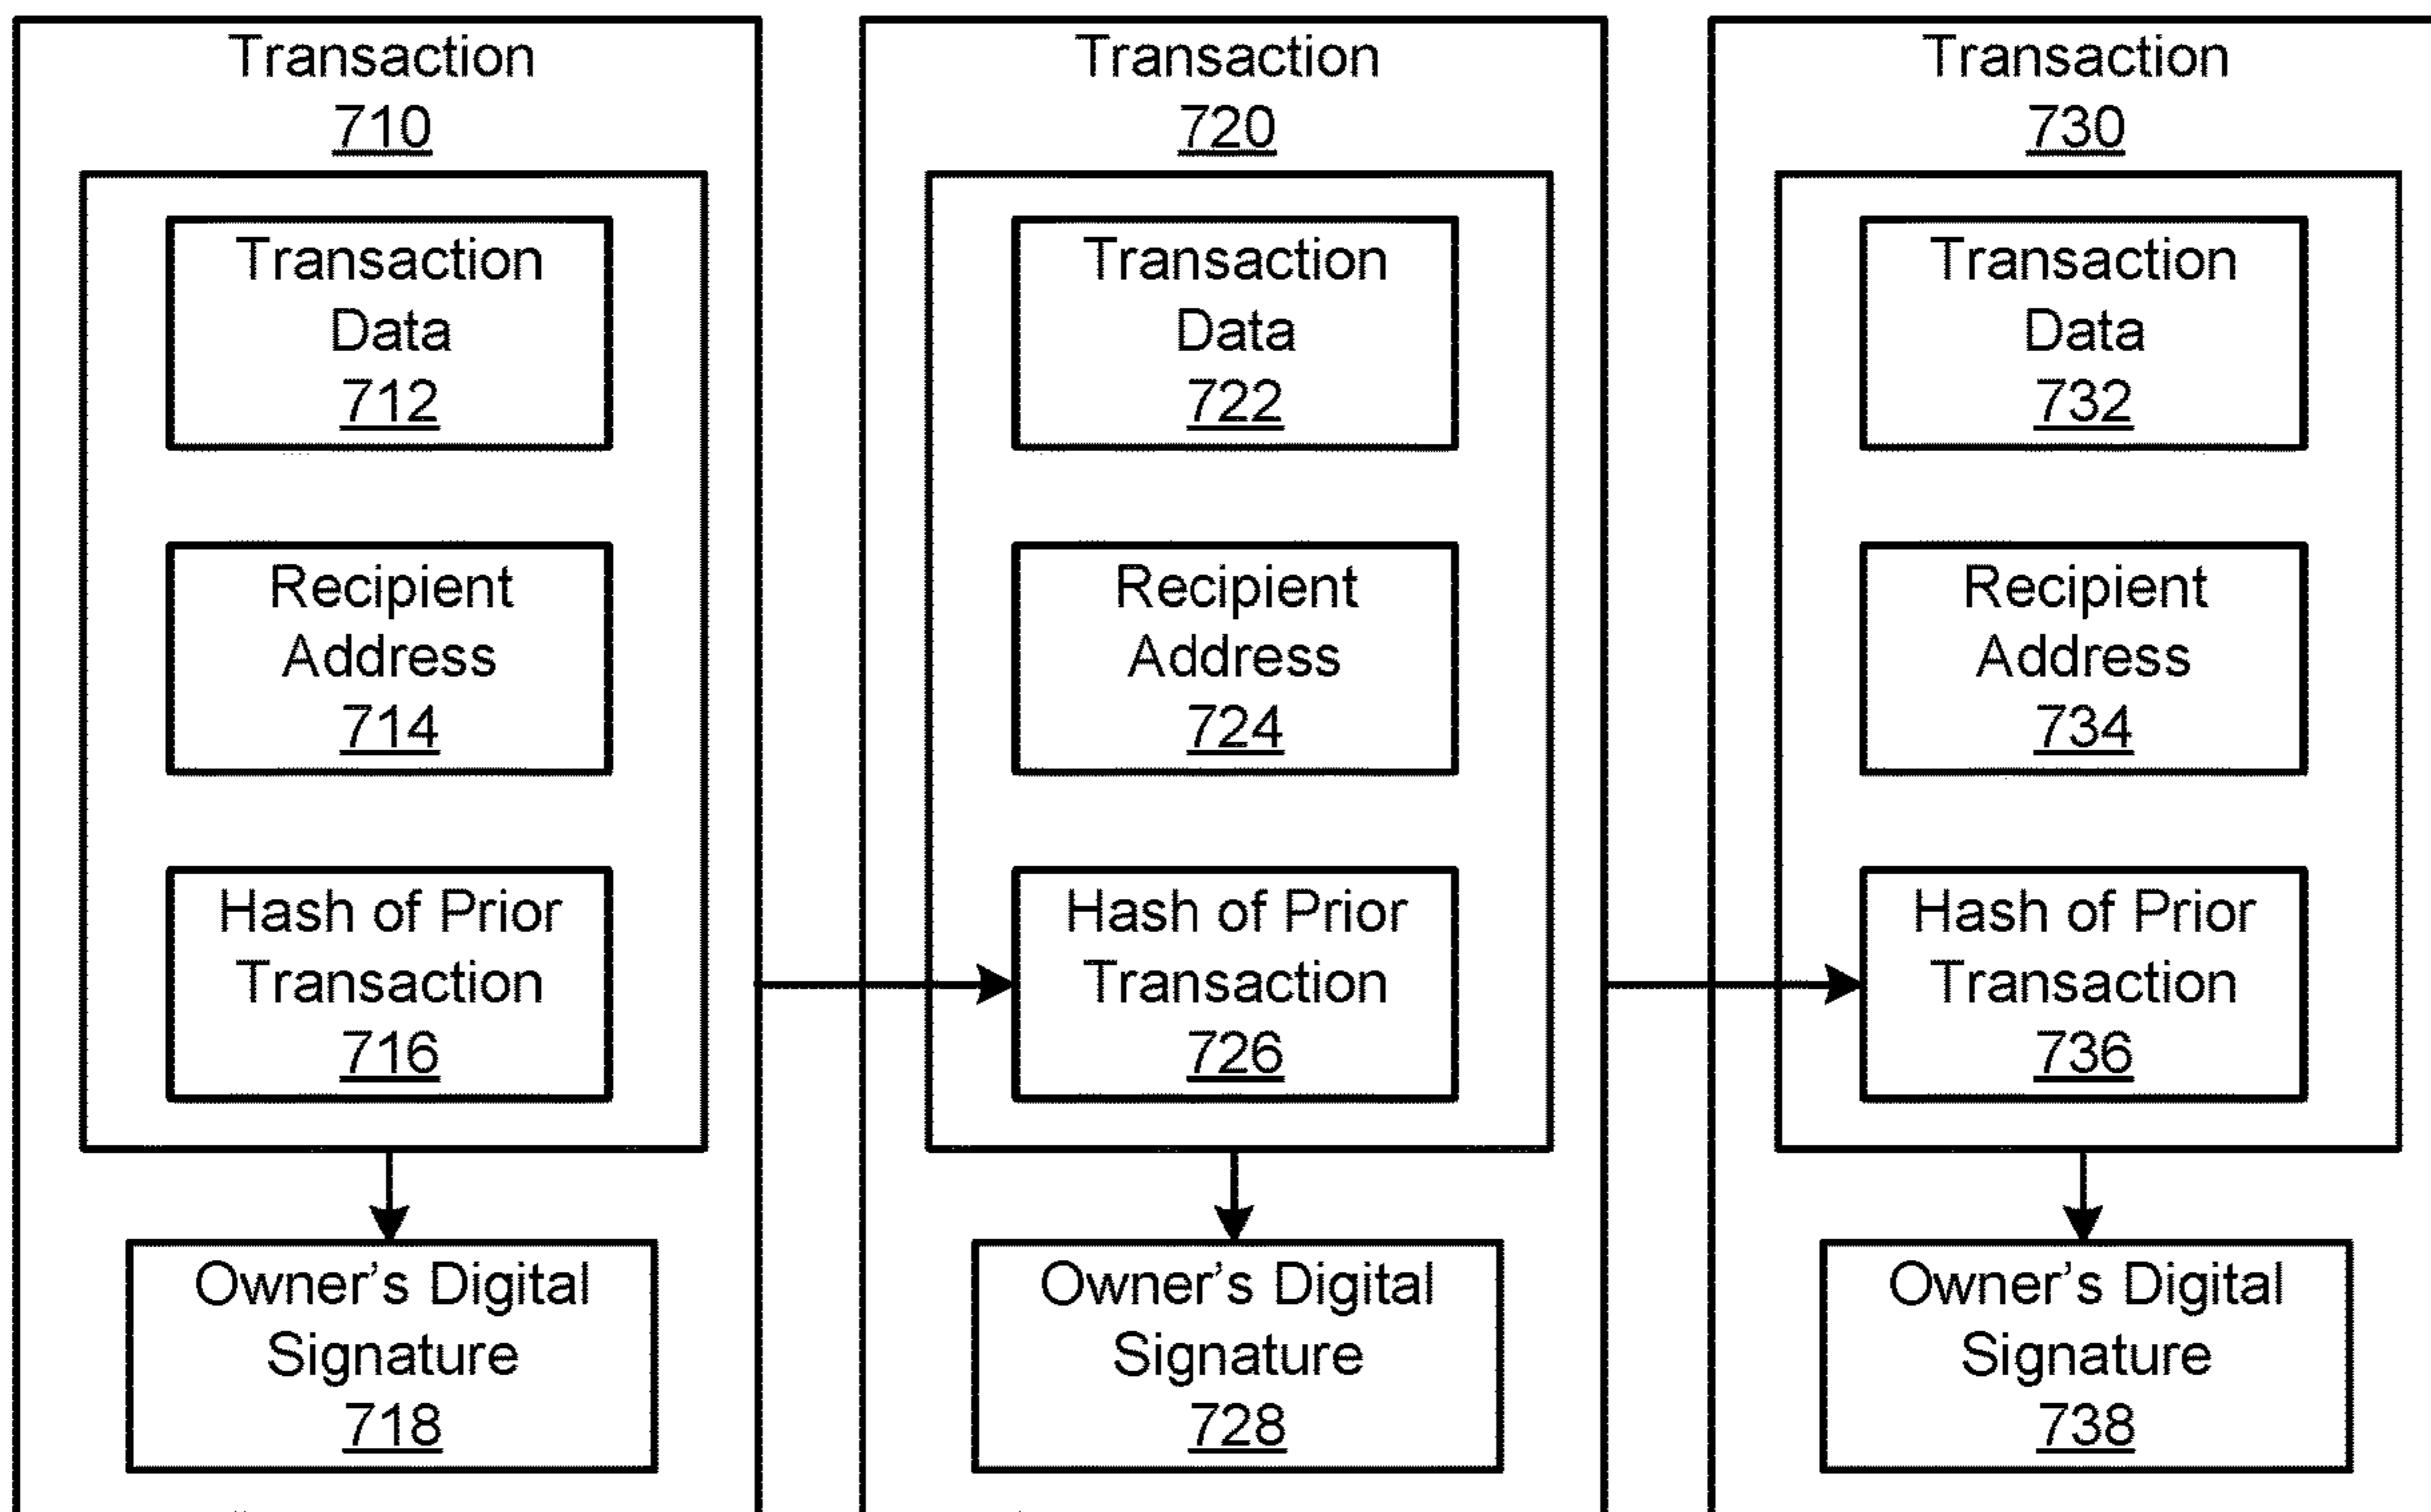 Transaction
710
Transaction
Data
712
Recipient
Address
714
Hash of Prior
Transaction
716
Owner's Digital
Signature
718
Transaction
720
Transaction
Data
722
Recipient
Address
724
Hash of Prior
Transaction
726
Owner's Digital
Signature
728
Transaction
730
Transaction
Data
732
Recipient
Address
734
Hash of Prior
Transaction
736
Owner's Digital
Signature
738